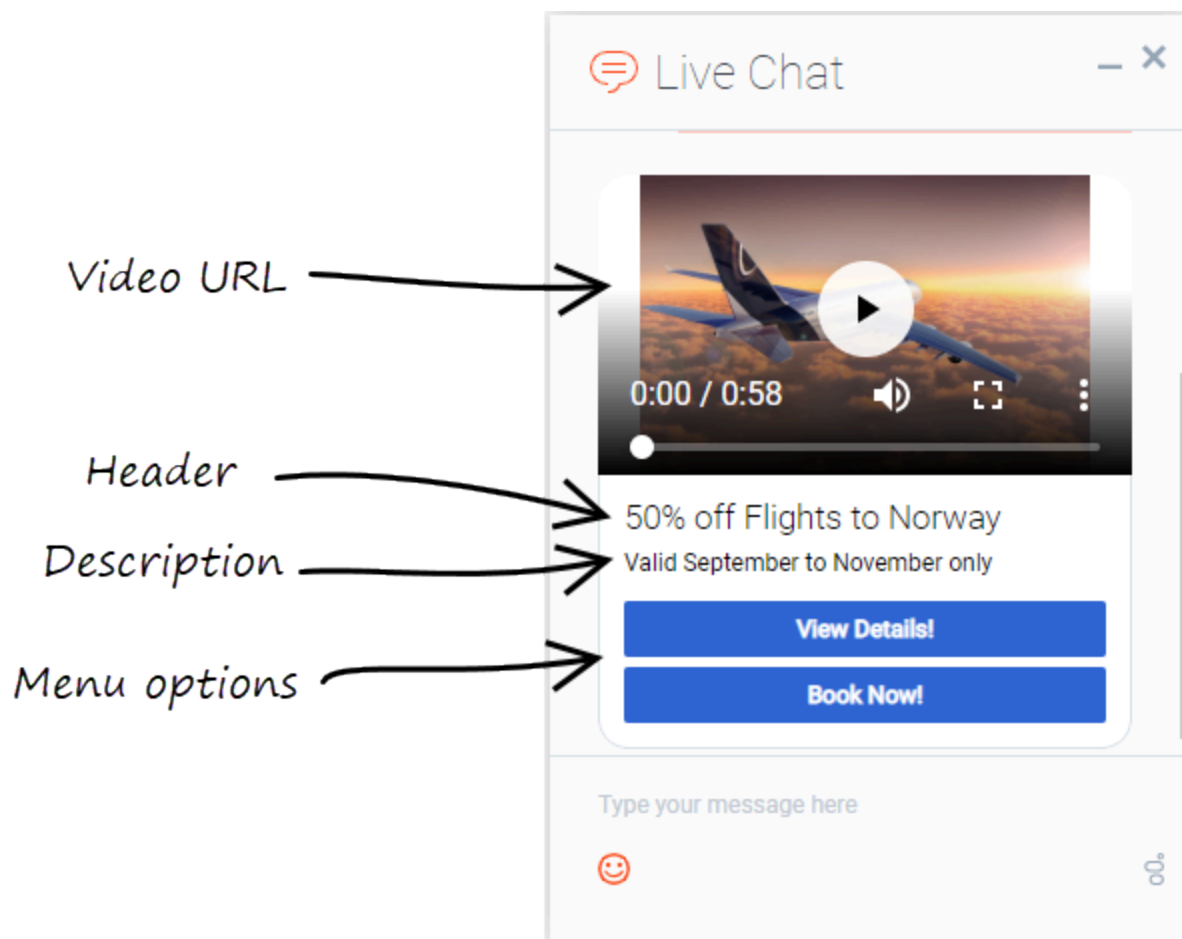 Live Chat
Video URL
0:00 / 0:58
Header
50% off Flights to Norway
Description
Valid September to November only
View Details!
Menu options
Book Now!
Type your message here